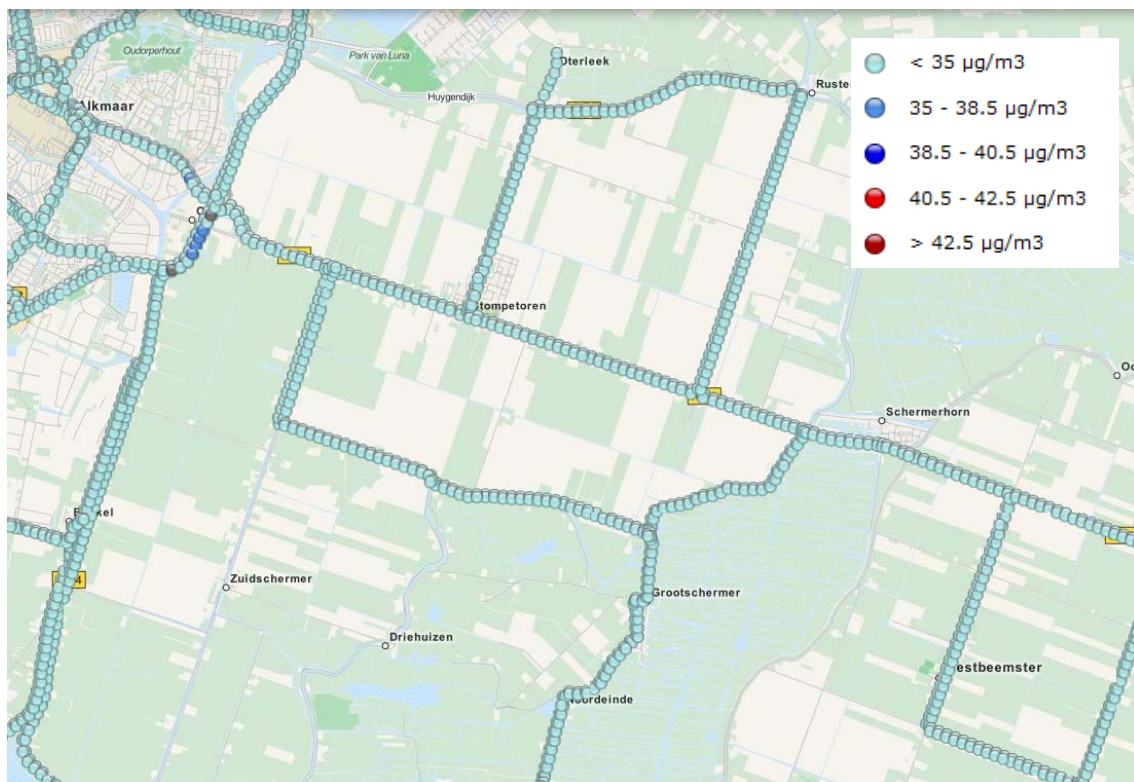 Oudorperhout
Park van Luna
Oterleek
< 35 µg/m3
Huygendijk
Alkmaar
35 - 38.5 µg/m3
38.5 - 40.5 µg/m3
40.5 - 42.5 µg/m3
> 42.5 µg/m3
Stompetoren
Schermerhorn
Zuidschermer
Grootschermer
Driehuizen